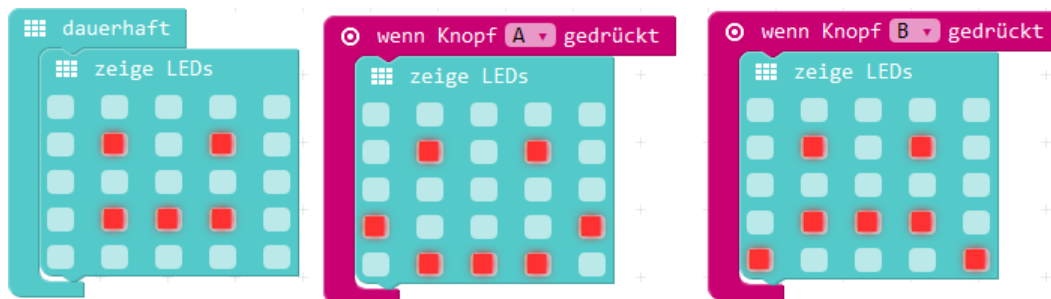 dauerhaft
zeige LEDs
wenn Knopf A gedrückt
zeige LEDs
wenn Knopf B gedrückt
zeige LEDs